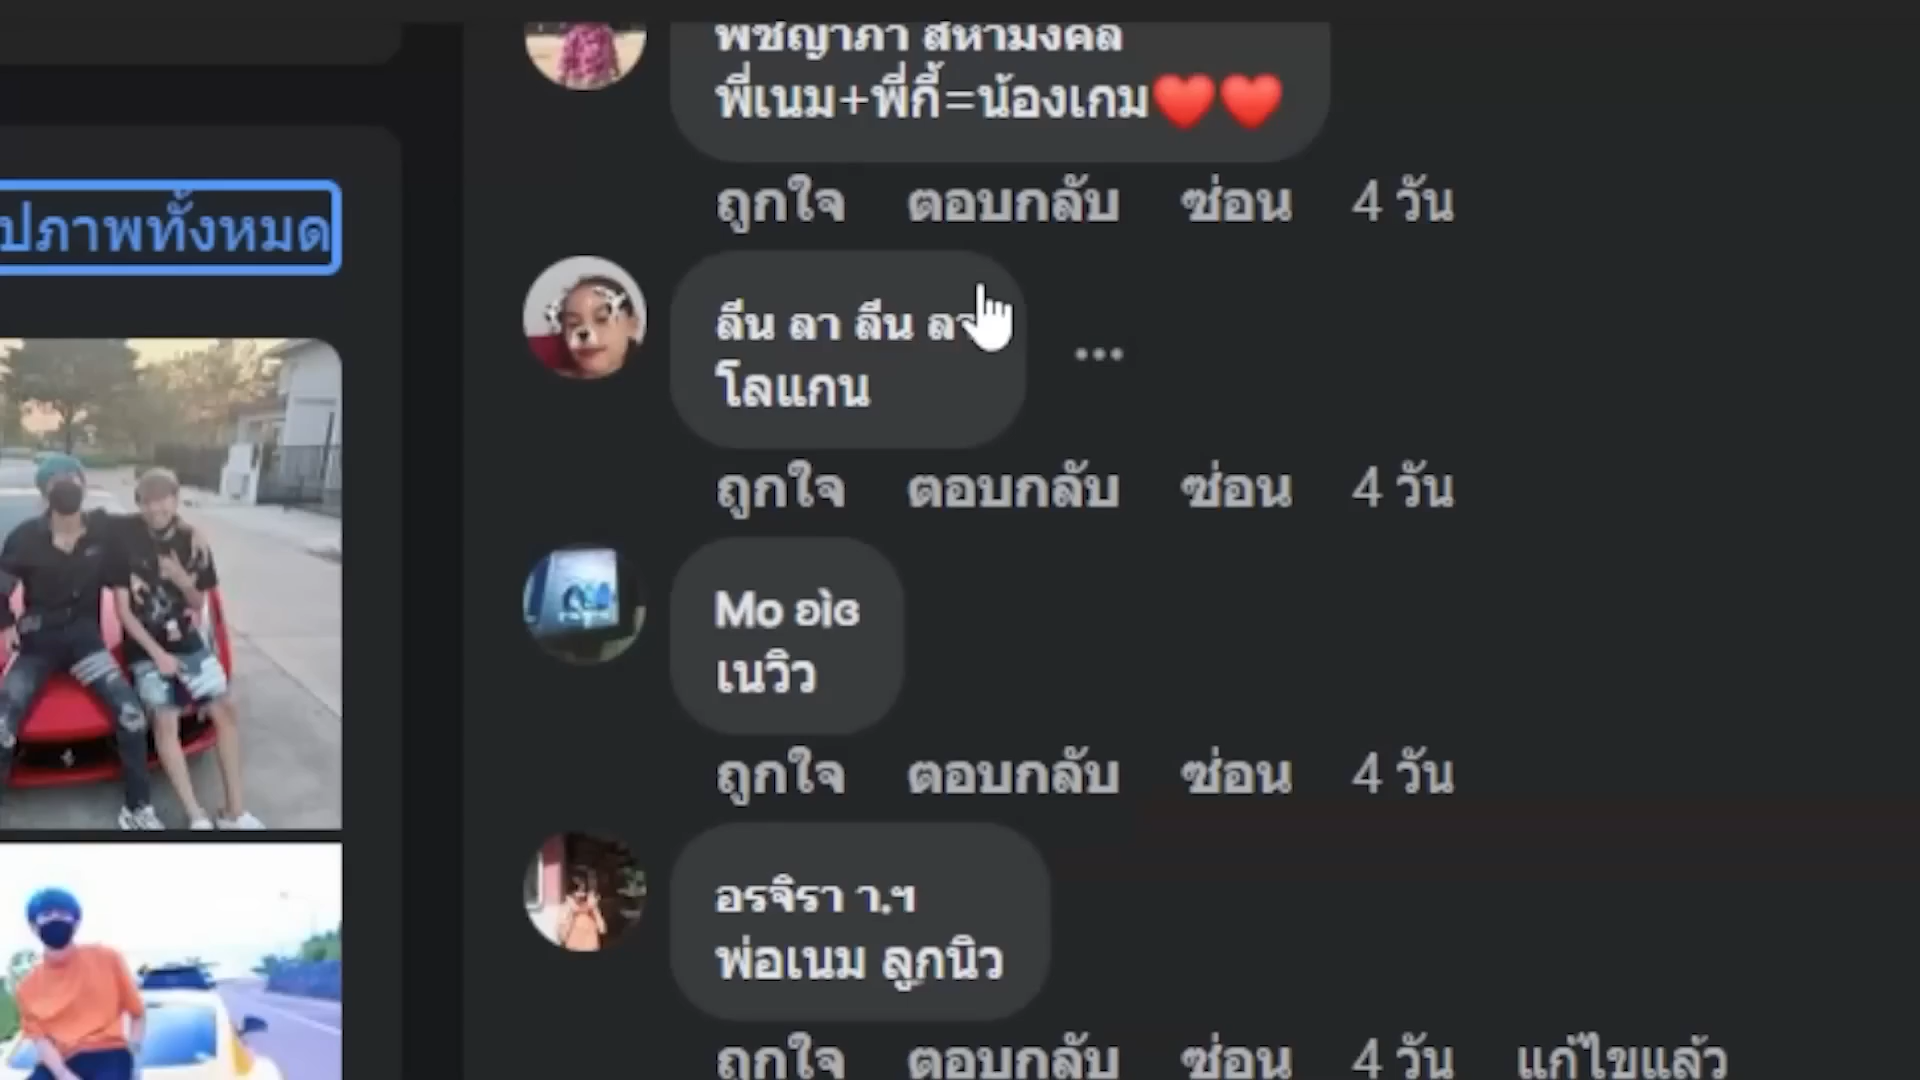 พิชญาภา สีหามงคล
พี่เนม+พี่กี้=น้องเกม❤️❤️
ถูกใจ ตอบกลับ ซ่อน 4 วัน
ปภาพทั้งหมด
ลีน ลา ลีน ลา
โลแกน
ถูกใจ ตอบกลับ ซ่อน 4 วัน
Mo
เนวิว
ถูกใจ ตอบกลับ ซ่อน 4 วัน
อรจิรา า.ฯ
พ่อเนม ลูกนิว
ถูกใจ ตอบกลับ ซ่อน 4 วัน แก้ไขแล้ว